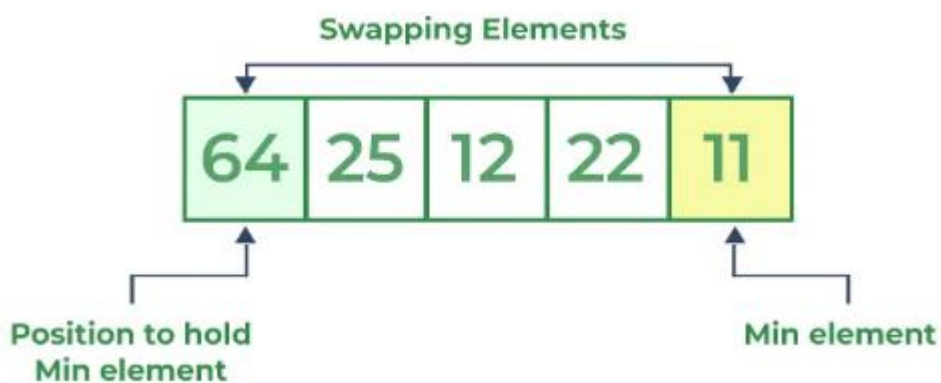 Swapping Elements
64 25 12 22 11
Position to hold
Min element
Min element